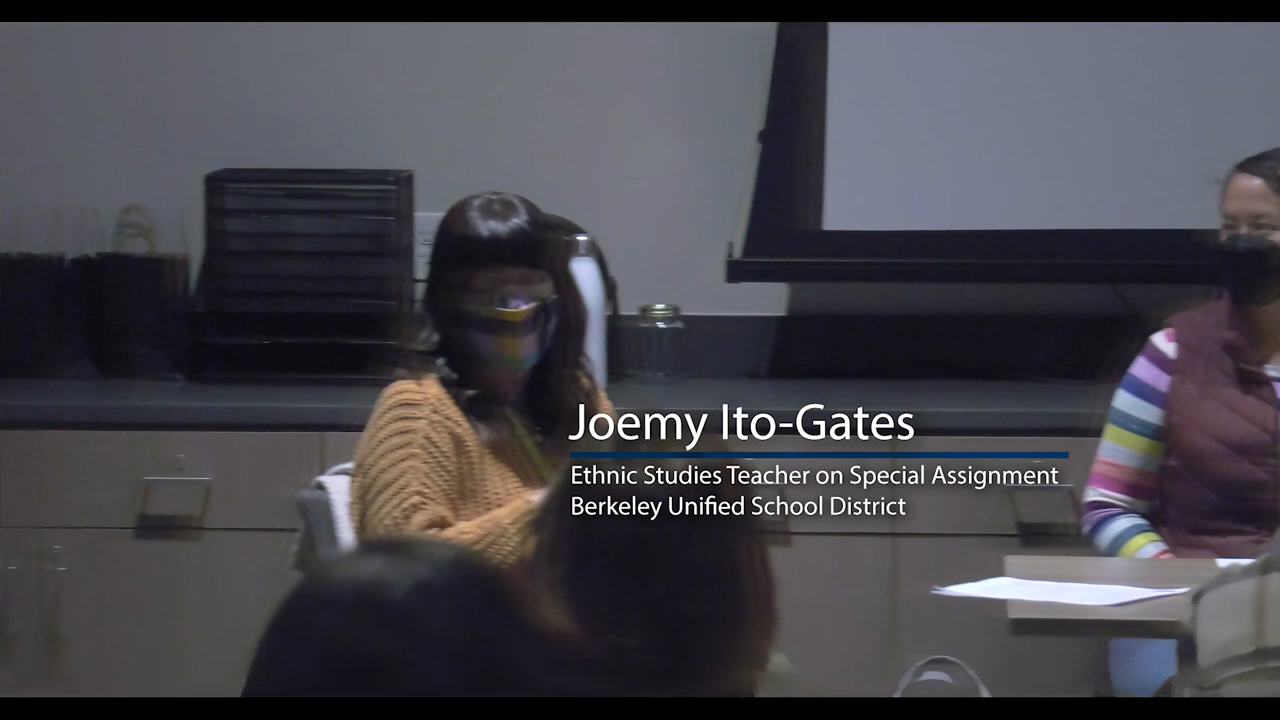 Joemy Ito-Gates
Ethnic Studies Teacher on Special Assignment
Berkeley Unified School District